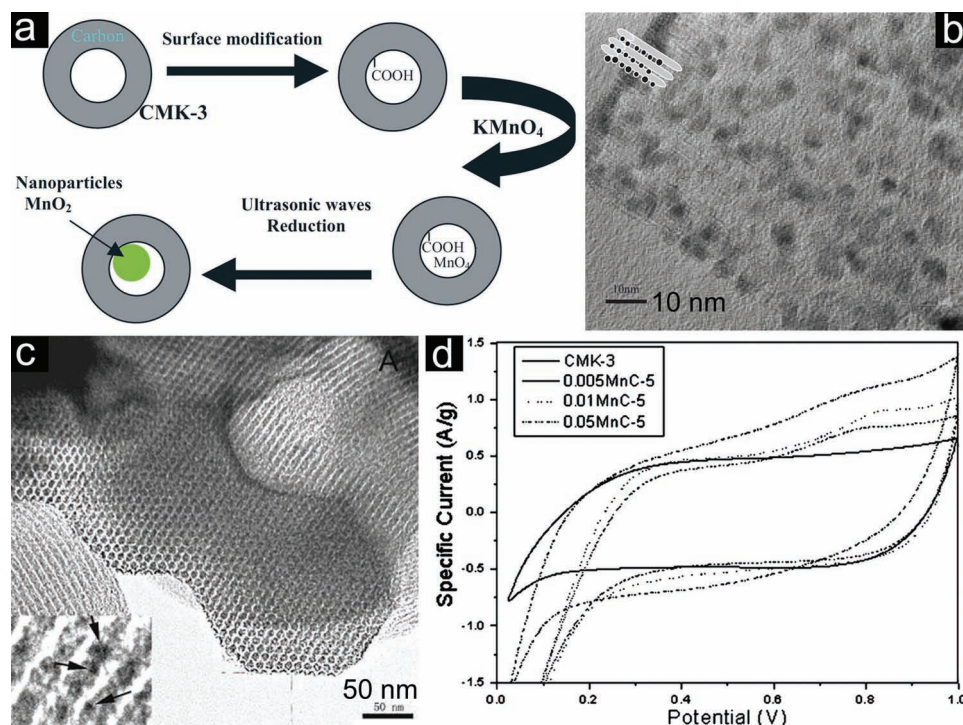 a
Carbon
Surface modification
COOH
CMK-3
KMnO₄
Nanoparticles
MnO₂
Ultrasonic waves
Reduction
COOH
MnO₄
b
10nm
10 nm
c
A
50 nm
50 nm
d
CMK-3
0.005MnC-5
0.01MnC-5
0.05MnC-5
Specific Current (A/g)
1.5
1.0
0.5
0.0
-0.5
-1.0
-1.5
0.0 0.2 0.4 0.6 0.8 1.0
Potential (V)